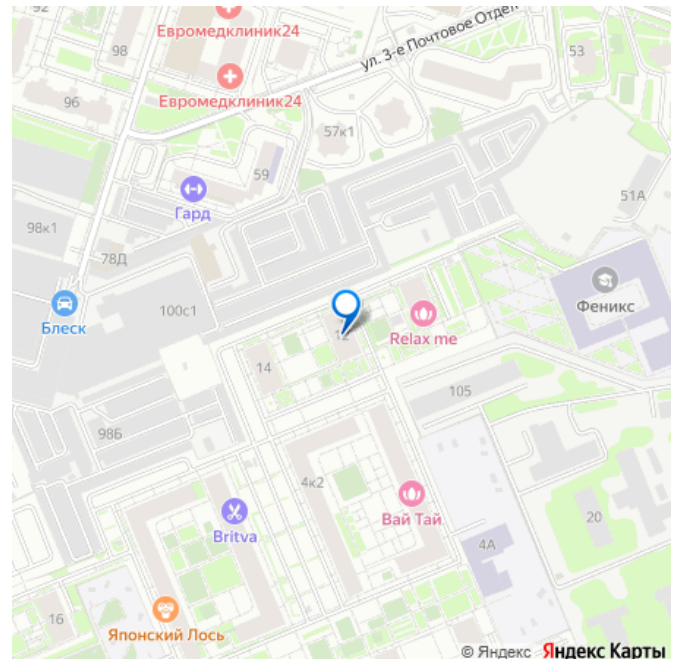 92
98
Евромедклиник24
ул. 3-е Почтовое Отдел
53
96
Евромедклиник24
57к1
59
51А
Гард
98к1
78Д
Феникс
100с1
Блеск
Relax me
12
14
105
98Б
4к2
Britva
Вай Тай
20
4А
16
Японский Лось
© Яндекс Яндекс Карты